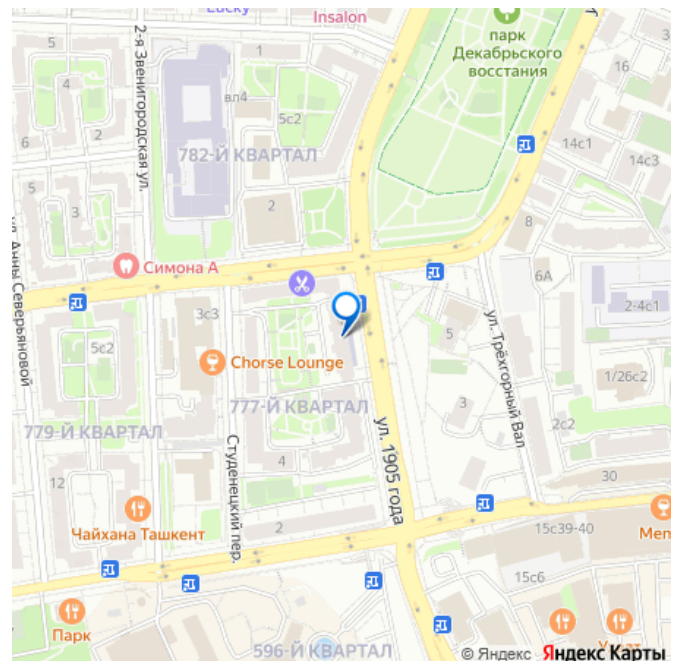 Lucky
Insalon
парк
Декабрьского
восстания
2-я Звенигородская ул.
1
16
4
вл4
5с2
14с1
14с3
2
6
782-Й КВАРТАЛ
5
3
2
8
Симона А
6А
ул. Анны Северьяновой
3с3
2-4с1
5с2
5
ул. Трёхгорный Вал
Chorse Lounge
1/26с2
777-Й КВАРТАЛ
3
779-Й КВАРТАЛ
ул. 1905 года
2с2
Студенецкий пер.
4
12
30
Чайхана Ташкент
2
15с39-40
15с6
Парк
596-Й КВАРТАЛ
© Яндекс Яндекс Карты